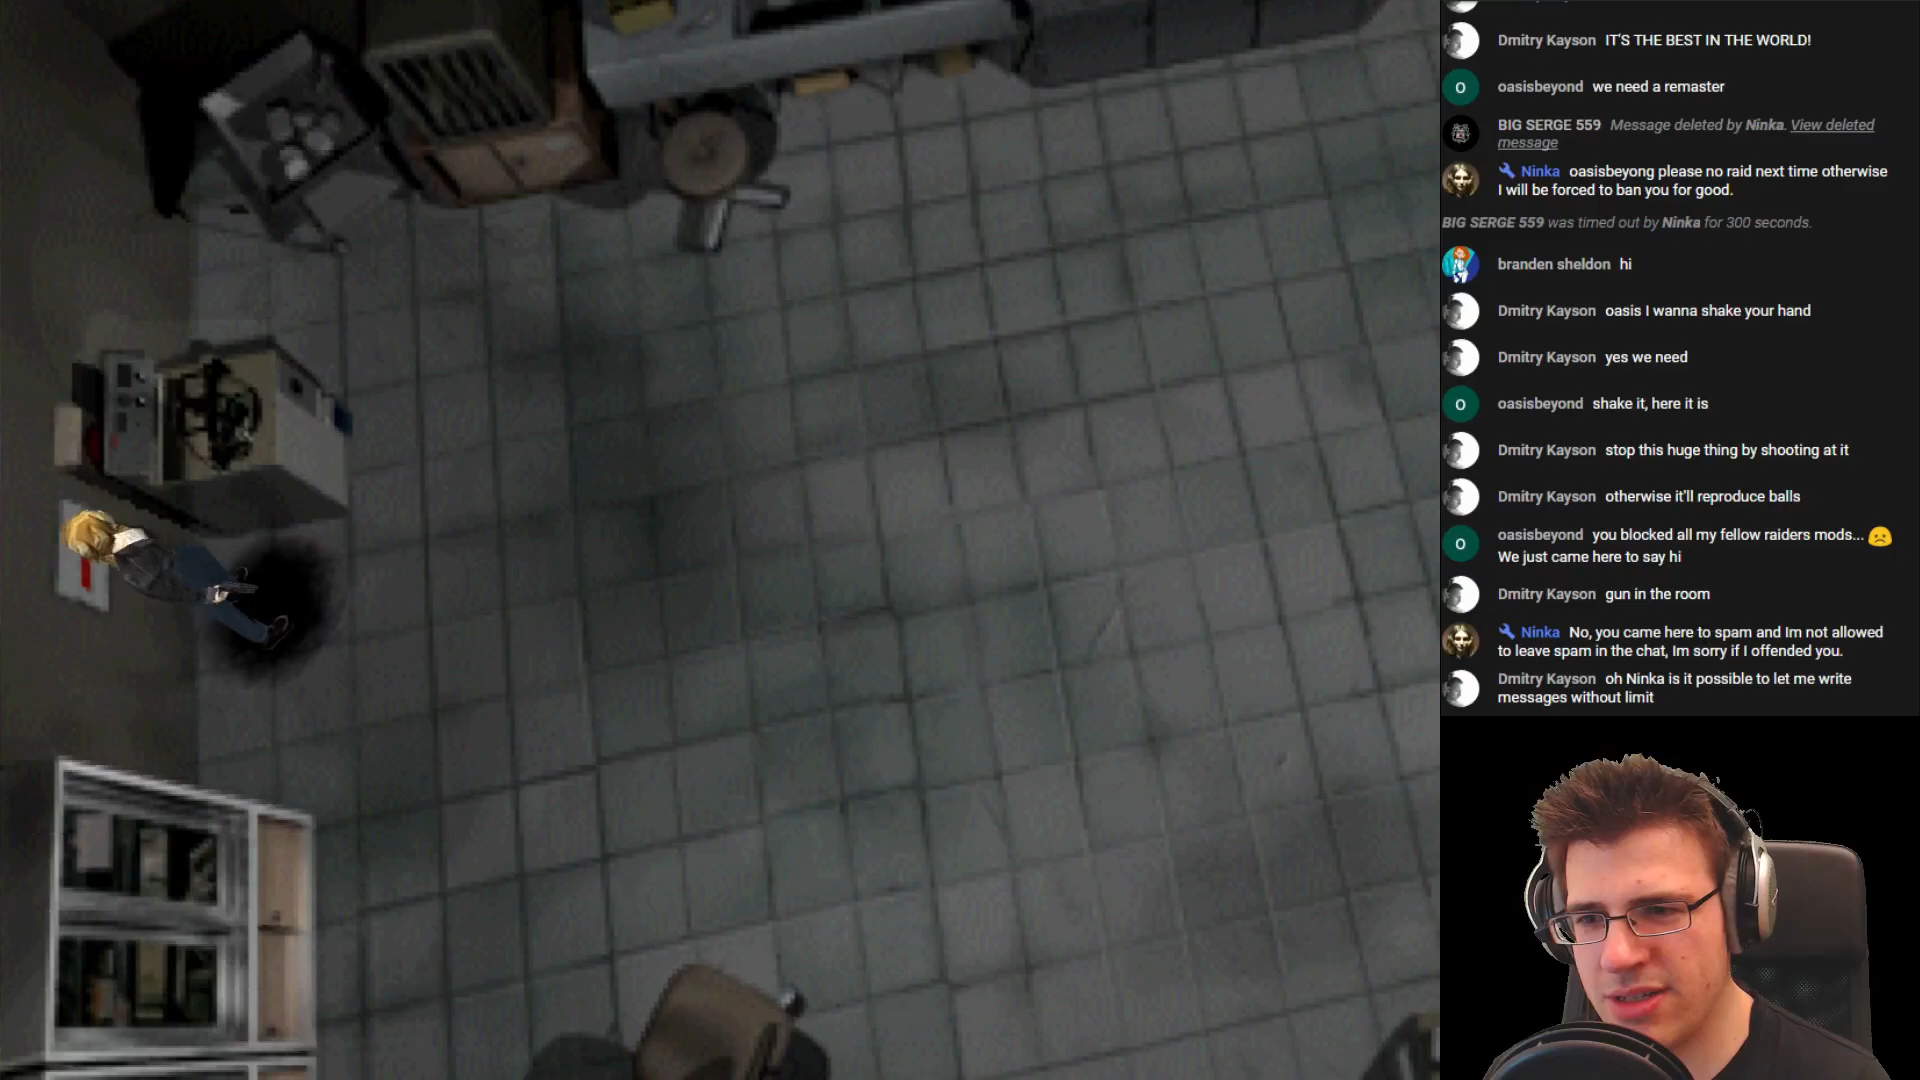 Dmitry Kayson IT'S THE BEST IN THE WORLD!
O oasisbeyond we need a remaster
BIG SERGE 559 Message deleted by Ninka. View deleted
message
Ninka oasisbeyong please no raid next time otherwise
I will be forced to ban you for good.
BIG SERGE 559 was timed out by Ninka for 300 seconds.
branden sheldon hi
Dmitry Kayson oasis I wanna shake your hand
Dmitry Kayson yes we need
O oasisbeyond shake it, here it is
Dmitry Kayson stop this huge thing by shooting at it
Dmitry Kayson otherwise it'll reproduce balls
O oasisbeyond you blocked all my fellow raiders mods... 🙁
We just came here to say hi
Dmitry Kayson gun in the room
Ninka No, you came here to spam and Im not allowed
to leave spam in the chat, Im sorry if I offended you.
Dmitry Kayson oh Ninka is it possible to let me write
messages without limit